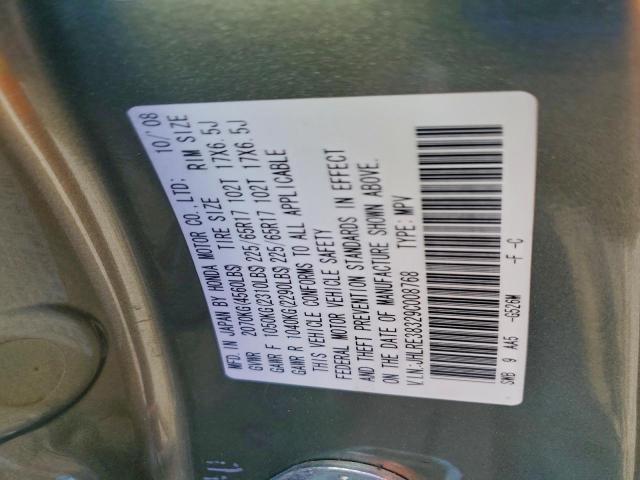 MFD. IN JAPAN BY HONDA MOTOR CO. LTD; 10/'08
TIRE SIZE RIM SIZE
GVWR 2070KG(4560LBS)
GAWR F 1050KG(2310LBS) 225/65R17 102T 17X6.5J
GAWR R 1040KG(2290LBS) 225/65R17 102T 17X6.5J
THIS VEHICLE CONFORMS TO ALL APPLICABLE
FEDERAL MOTOR VEHICLE SAFETY
AND THEFT PREVENTION STANDARDS IN EFFECT
ON THE DATE OF MANUFACTURE SHOWN ABOVE.
V.I.N:JHLRE38329C000768 TYPE:MPV
SWB 9 AA5 -G526M -F -C